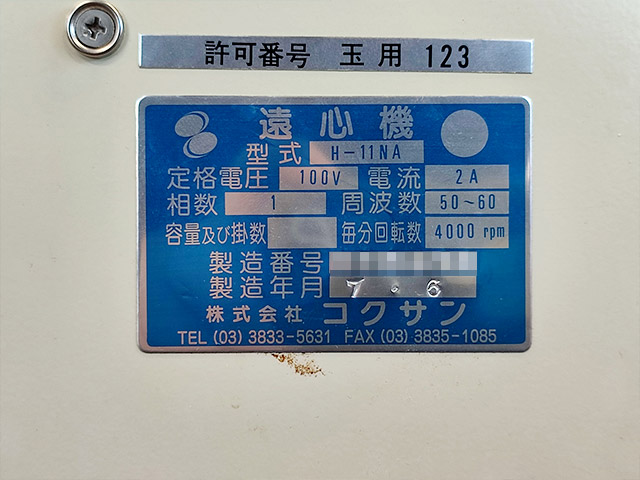 許可番号 玉用 123
遠心機
型式 H-11NA
定格電圧 100V 電流 2A
相数 1 周波数 50~60
容量及び掛数 毎分回転数 4000 rpm
製造番号
製造年月 7.6
株式会社 コクサン
TEL (03) 3833-5631 FAX (03) 3835-1085